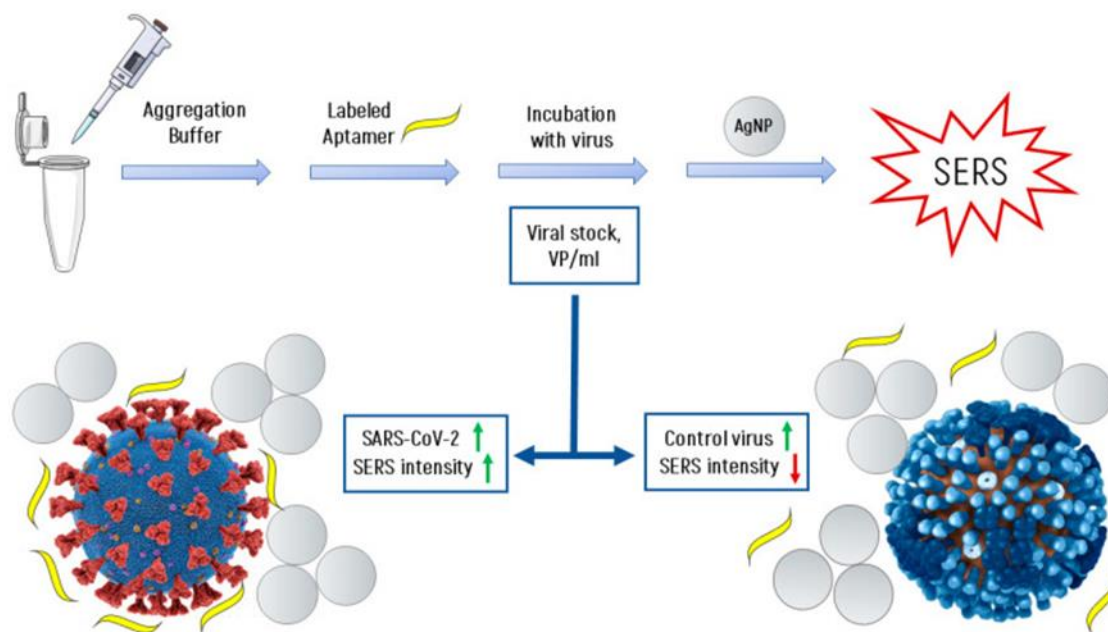 Aggregation
Buffer
Labeled
Aptamer
Incubation
with virus
AgNP
SERS
Viral stock,
VP/ml
SARS-CoV-2
SERS intensity
Control virus
SERS intensity